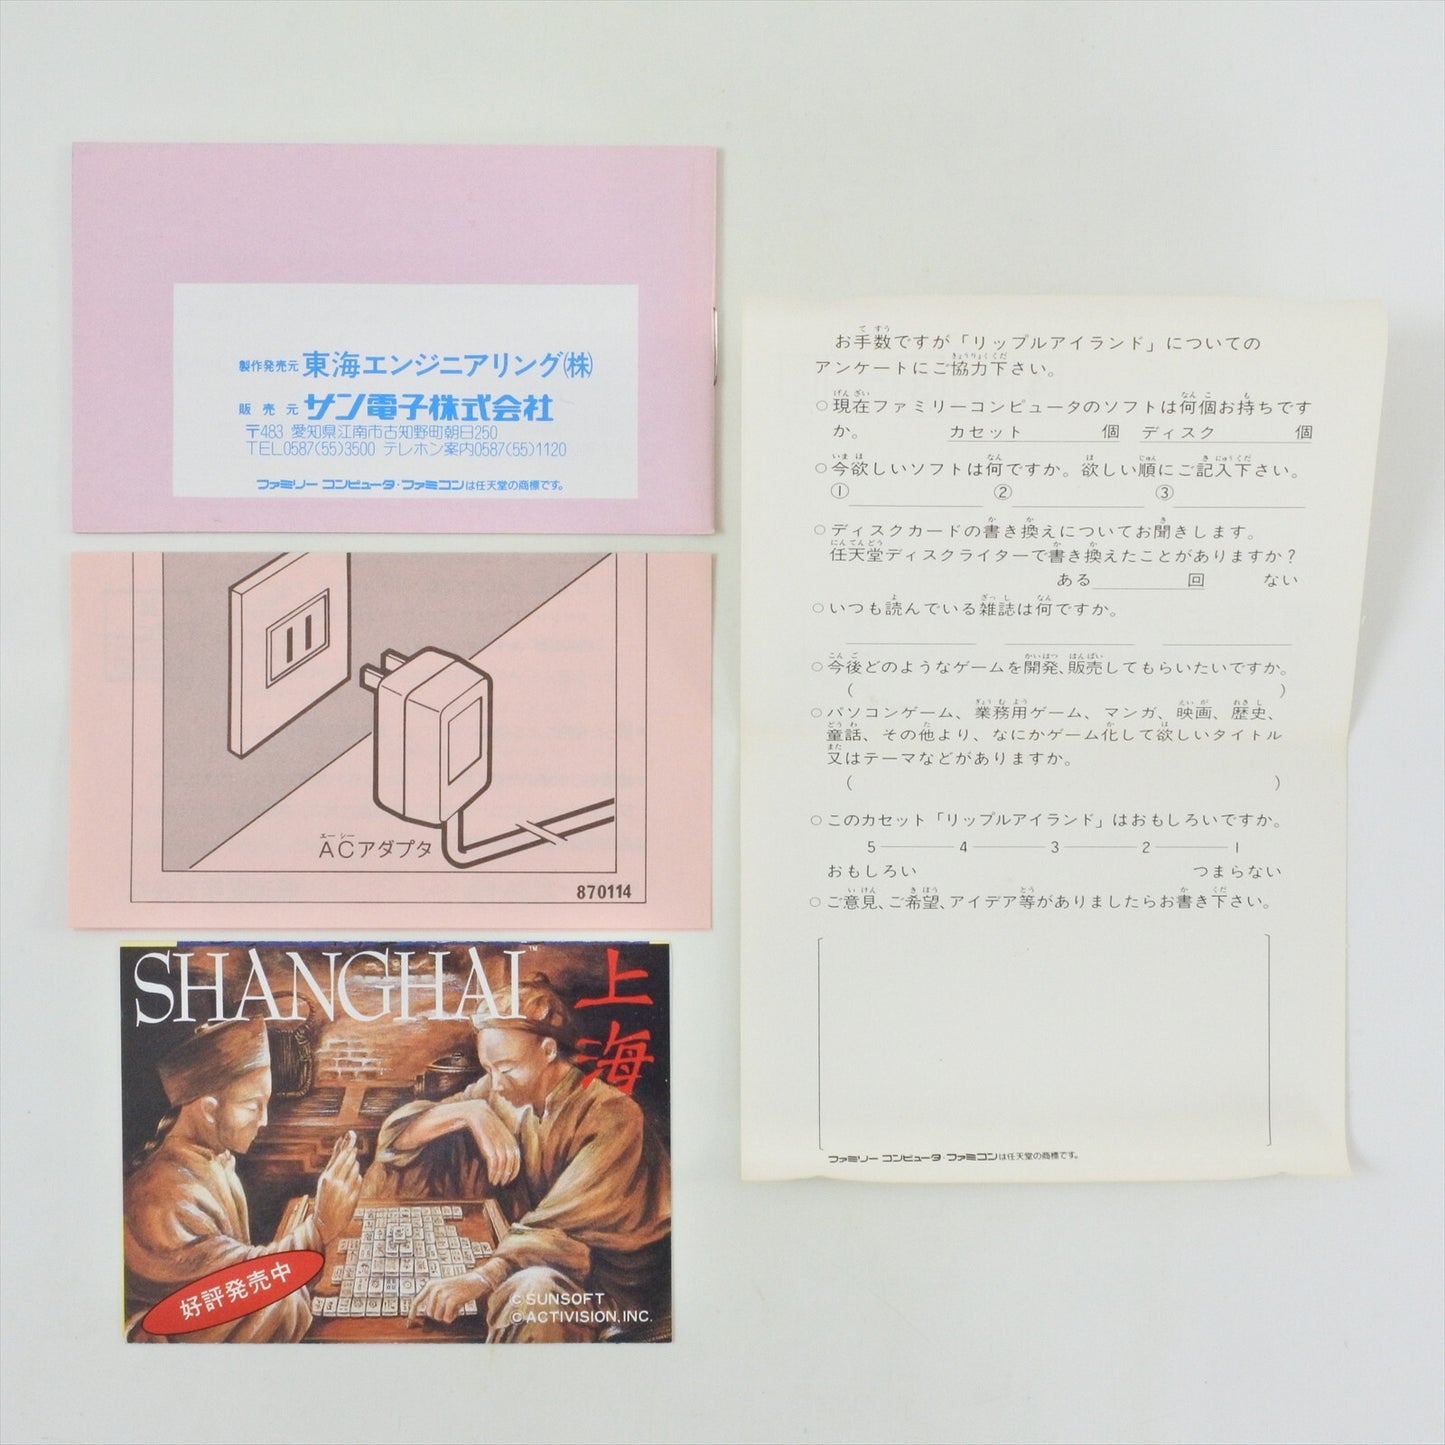 製作発売元 東海エンジニアリング(株)
販売元 サン電子株式会社
〒483 愛知県江南市古知野町朝日250
TEL0587(55)3500 テレホン案内0587(55)1120
ファミリーコンピュータ・ファミコンは任天堂の商標です。
エーシー
ACアダプタ
870114
SHANGHAI™
上海
好評発売中
© SUNSOFT
© ACTIVISION, INC.
お手数ですが「リップルアイランド」についての
アンケートにご協力下さい。
○現在ファミリーコンピュータのソフトは何個お持ちです
か。 カセット 個 ディスク 個
○今欲しいソフトは何ですか。欲しい順にご記入下さい。
① ② ③
○ディスクカードの書き換えについてお聞きします。
任天堂ディスクライターで書き換えたことがありますか?
ある 回 ない
○いつも読んでいる雑誌は何ですか。
○今後どのようなゲームを開発、販売してもらいたいですか。
( )
○パソコンゲーム、業務用ゲーム、マンガ、映画、歴史、
童話、その他より、なにかゲーム化して欲しいタイトル
又はテーマなどがありますか。
( )
○このカセット「リップルアイランド」はおもしろいですか。
5 4 3 2 1
おもしろい つまらない
○ご意見、ご希望、アイデア等がありましたらお書き下さい。
ファミリーコンピュータ・ファミコンは任天堂の商標です。